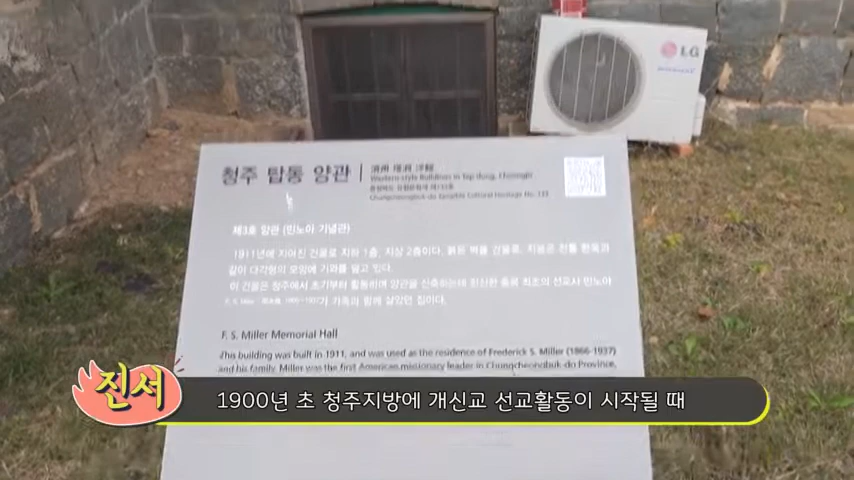 LG
청주 탑동 양관
Western-style Buildings in Tap-dong, Cheongju
Chungcheongbuk-do Tangible Cultural Heritage No. 133
제3호 양관 (민노아 기념관)
1911년에 지어진 건물로 지하 1층, 지상 2층이다. 붉은 벽돌 건물로, 지붕은 전통 한옥과
같이 다각형의 모양에 기와를 얹고 있다.
이 건물은 청주에서 초기부터 활동하며 양관을 신축하는데 최초의 선교사 민노아
가 가족과 함께 살았던 집이다.
F. S. Miller Memorial Hall
This building was built in 1911, and was used as the residence of Frederick S. Miller (1866-1937)
and his family. Miller was the first American missionary leader in Chungcheongbuk-do Province,
진서
1900년 초 청주지방에 개신교 선교활동이 시작될 때